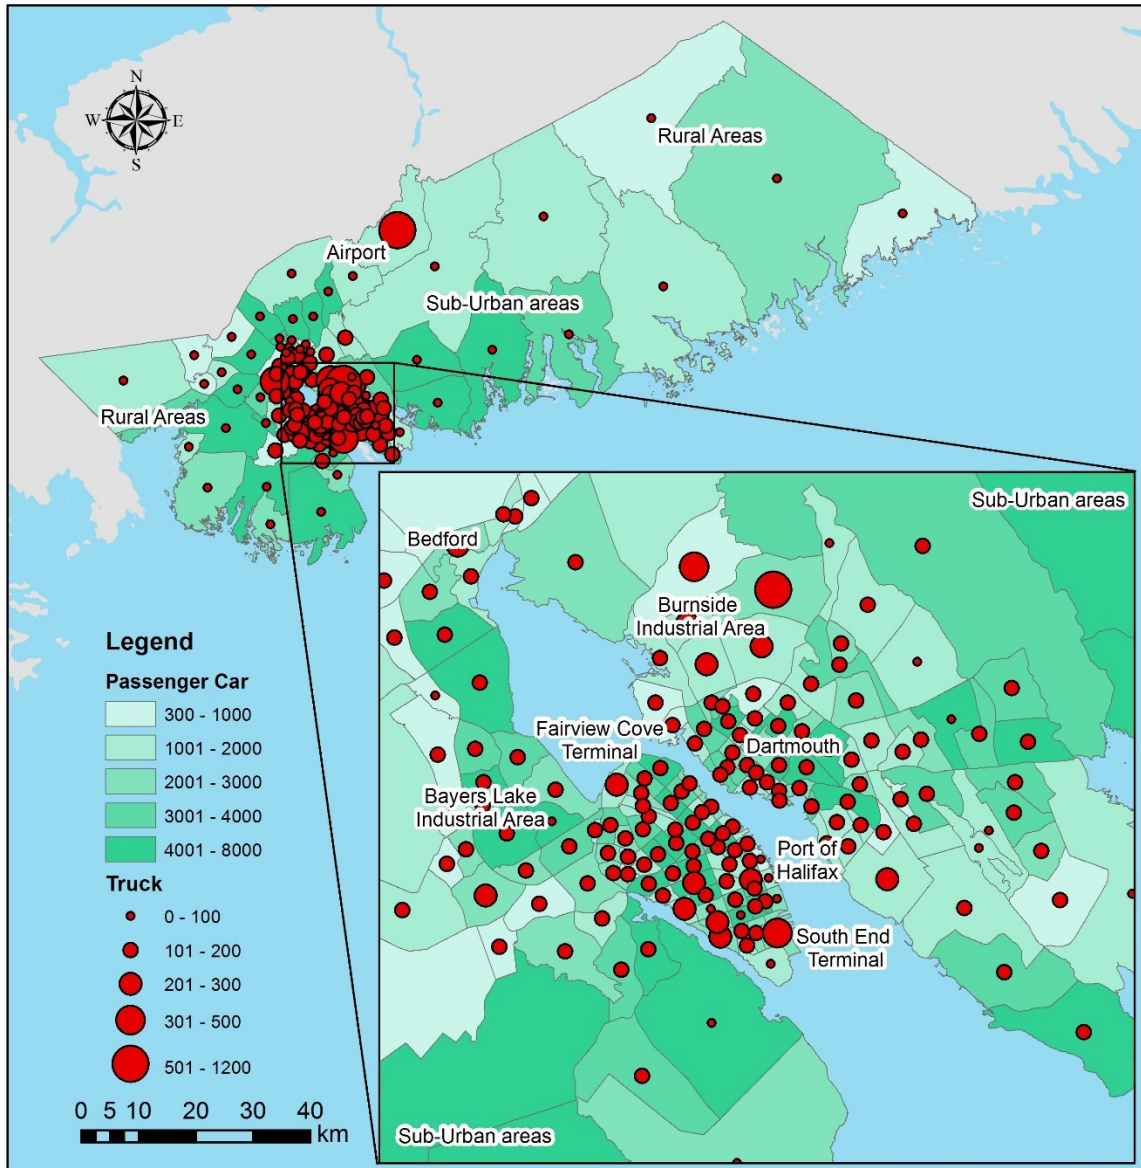 N
W E
S
Rural Areas
Airport
Sub-Urban areas
Rural Areas
Sub-Urban areas
Bedford
Burnside
Industrial Area
Fairview Cove
Terminal
Dartmouth
Bayers Lake
Industrial Area
Port of
Halifax
South End
Terminal
Sub-Urban areas
Legend
Passenger Car
300 - 1000
1001 - 2000
2001 - 3000
3001 - 4000
4001 - 8000
Truck
0 - 100
101 - 200
201 - 300
301 - 500
501 - 1200
0 5 10 20 30 40
km